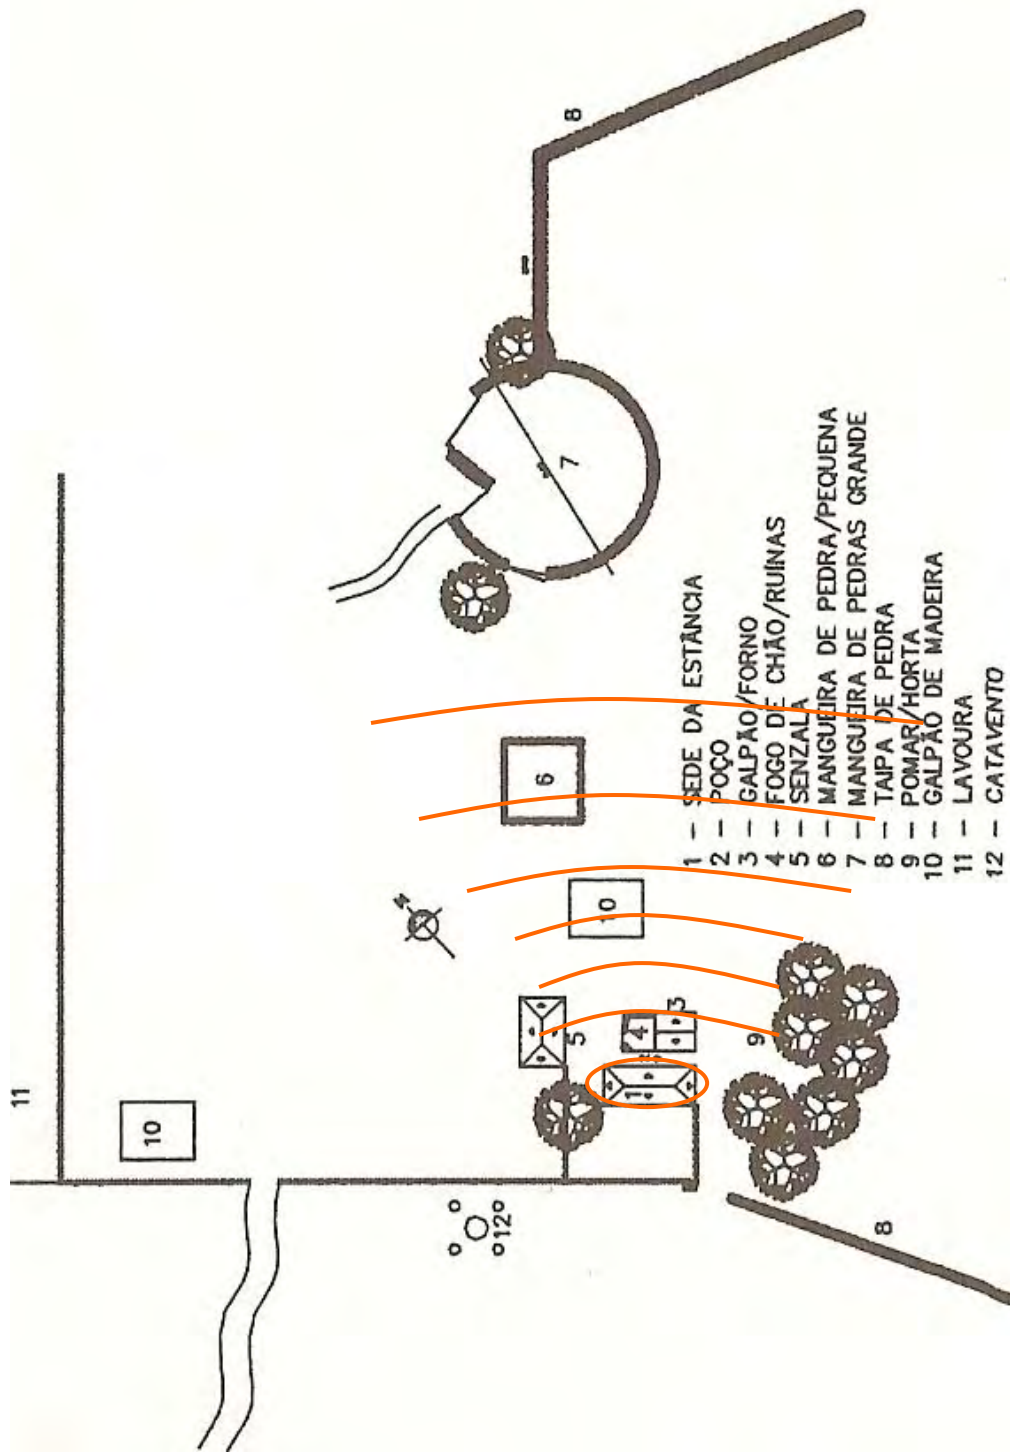 11
10
12
8
5
1
4
3
9
10
6
7
8
1 – SEDE DA ESTÂNCIA
2 – POÇO
3 – GALPÃO/FORNO
4 – FOGO DE CHÃO/RUÍNAS
5 – SENZALA
6 – MANGUEIRA DE PEDRA/PEQUENA
7 – MANGUEIRA DE PEDRAS GRANDE
8 – TAIPA DE PEDRA
9 – POMAR/HORTA
10 – GALPÃO DE MADEIRA
11 – LAVOURA
12 – CATAVENTO